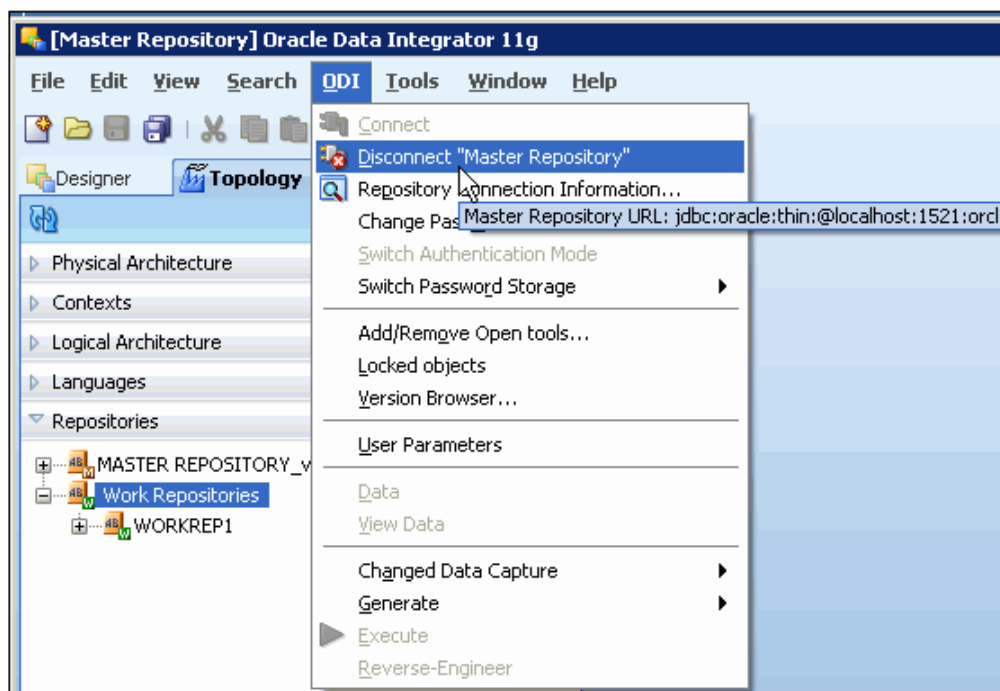 [Master Repository] Oracle Data Integrator 11g
File Edit View Search ODI Tools Window Help
Connect
Disconnect "Master Repository"
Designer
Topology
Repository Connection Information...
Master Repository URL: jdbc:oracle:thin:@localhost:1521:orcl
Change
Switch Authentication Mode
Physical Architecture
Switch Password Storage
Contexts
Add/Remove Open tools...
Logical Architecture
Locked objects
Languages
Version Browser...
Repositories
User Parameters
MASTER REPOSITORY_v
Work Repositories
Data
WORKREP1
View Data
Changed Data Capture
Generate
Execute
Reverse-Engineer